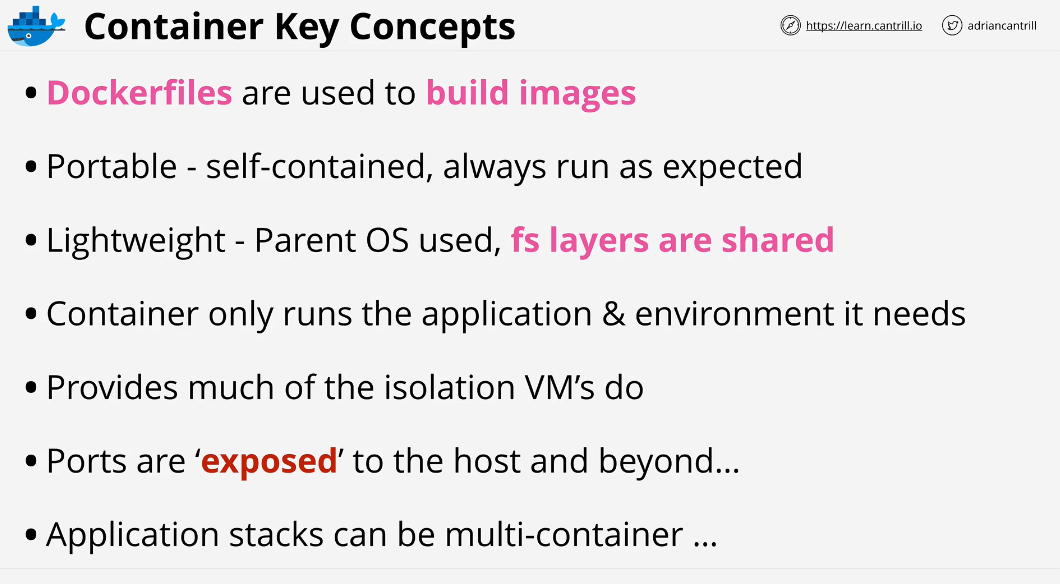 Container Key Concepts
https://learn.cantrill.io
adriancantrill
• Dockerfiles are used to build images
• Portable - self-contained, always run as expected
• Lightweight - Parent OS used, fs layers are shared
• Container only runs the application & environment it needs
• Provides much of the isolation VM’s do
• Ports are ‘exposed’ to the host and beyond...
• Application stacks can be multi-container ...